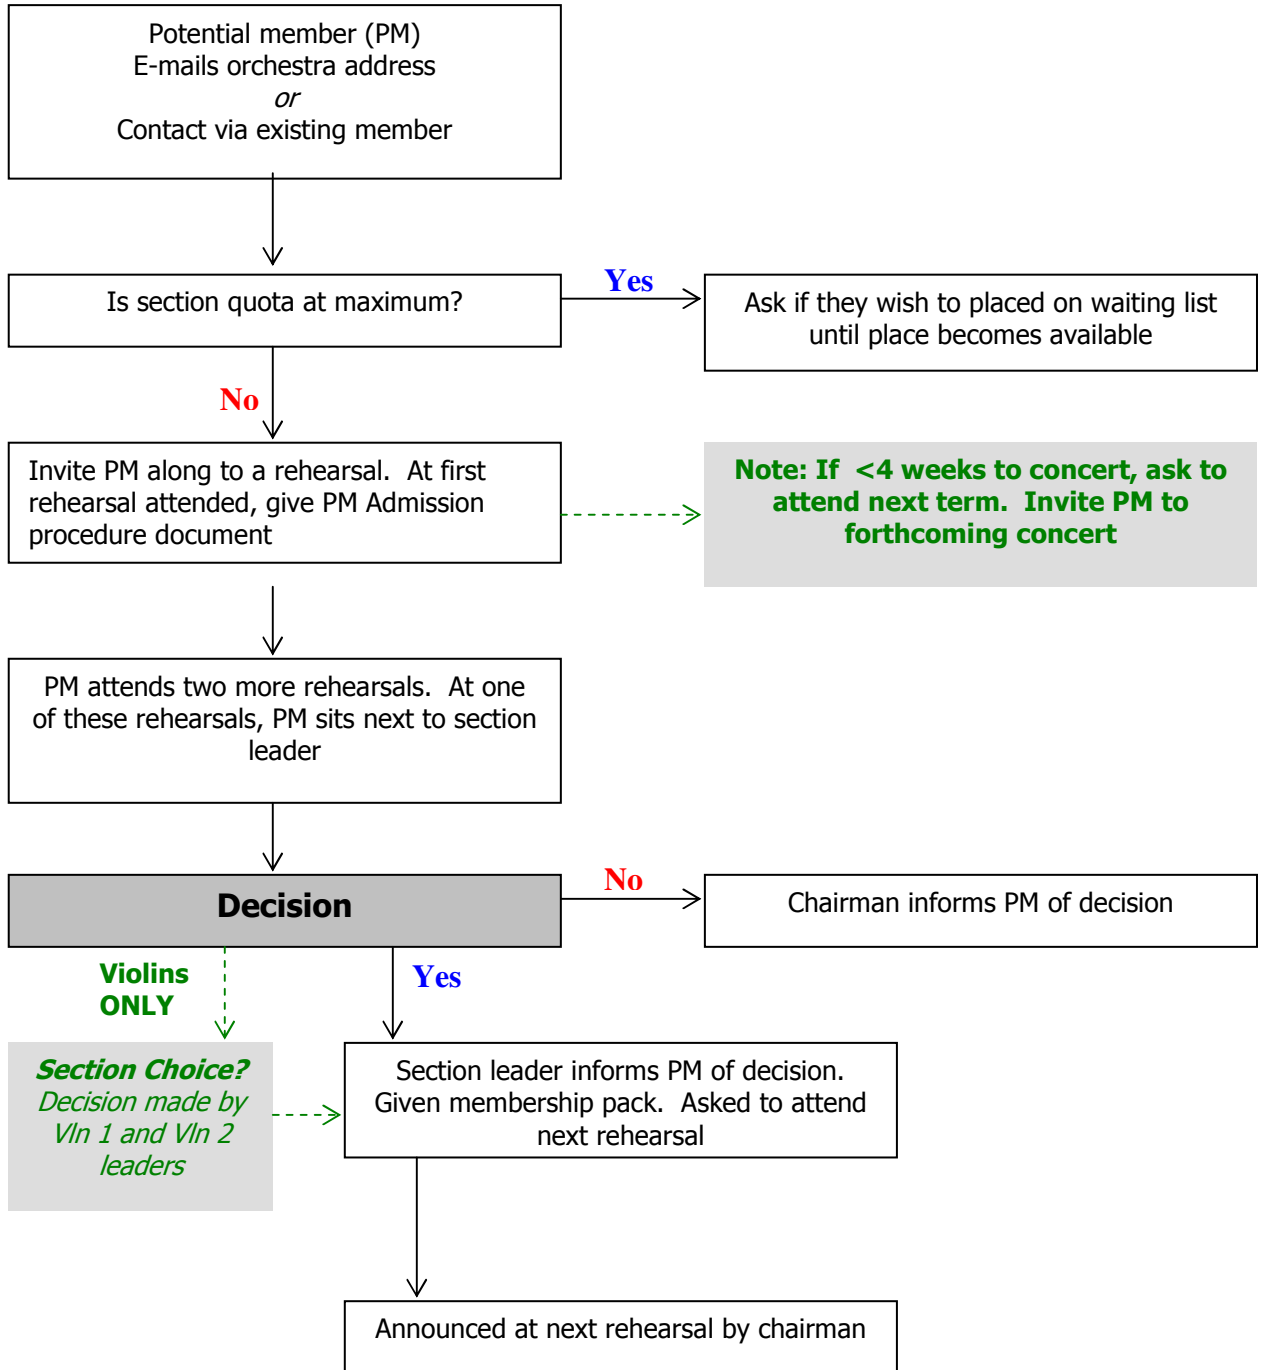 Potential member (PM)
E-mails orchestra address
or
Contact via existing member
Is section quota at maximum?
Yes
Ask if they wish to placed on waiting list
until place becomes available
No
Invite PM along to a rehearsal.  At first
rehearsal attended, give PM Admission
procedure document
Note: If  <4 weeks to concert, ask to
attend next term.  Invite PM to
forthcoming concert
PM attends two more rehearsals.  At one
of these rehearsals, PM sits next to section
leader
Decision
No
Chairman informs PM of decision
Violins
ONLY
Yes
Section Choice?
Decision made by
Vln 1 and Vln 2
leaders
Section leader informs PM of decision.
Given membership pack.  Asked to attend
next rehearsal
Announced at next rehearsal by chairman